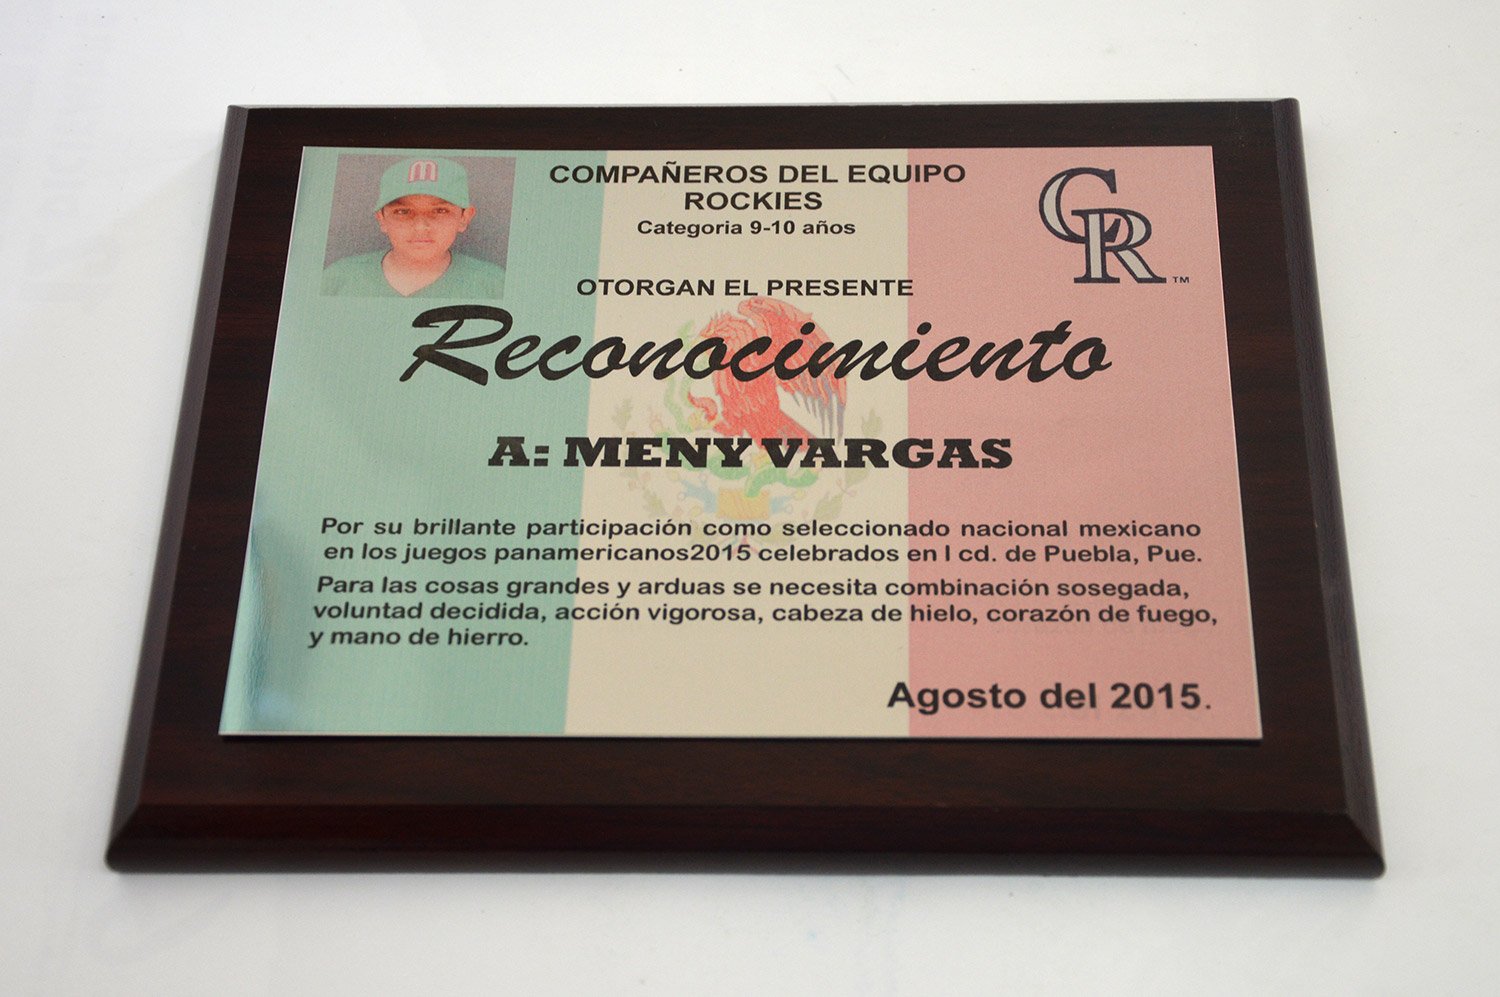 M
COMPAÑEROS DEL EQUIPO
ROCKIES
Categoria 9-10 años
CR
TM
OTORGAN EL PRESENTE
Reconocimiento
A: MENY VARGAS
Por su brillante participación como seleccionado nacional mexicano
en los juegos panamericanos2015 celebrados en l cd. de Puebla, Pue.
Para las cosas grandes y arduas se necesita combinación sosegada,
voluntad decidida, acción vigorosa, cabeza de hielo, corazón de fuego,
y mano de hierro.
Agosto del 2015.